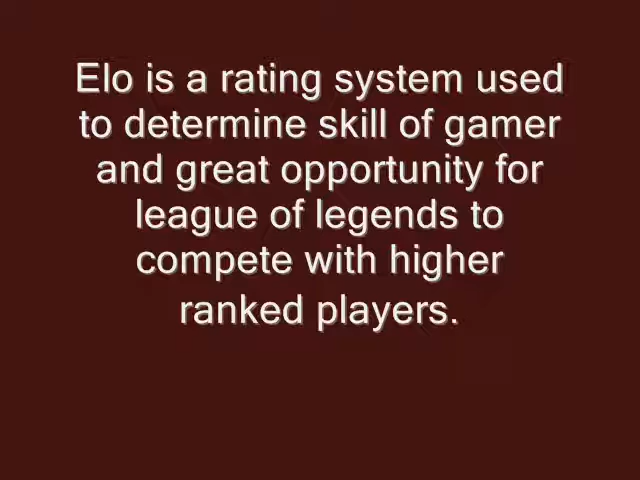 Elo is a rating system used
to determine skill of gamer
and great opportunity for
league of legends to
compete with higher
ranked players.